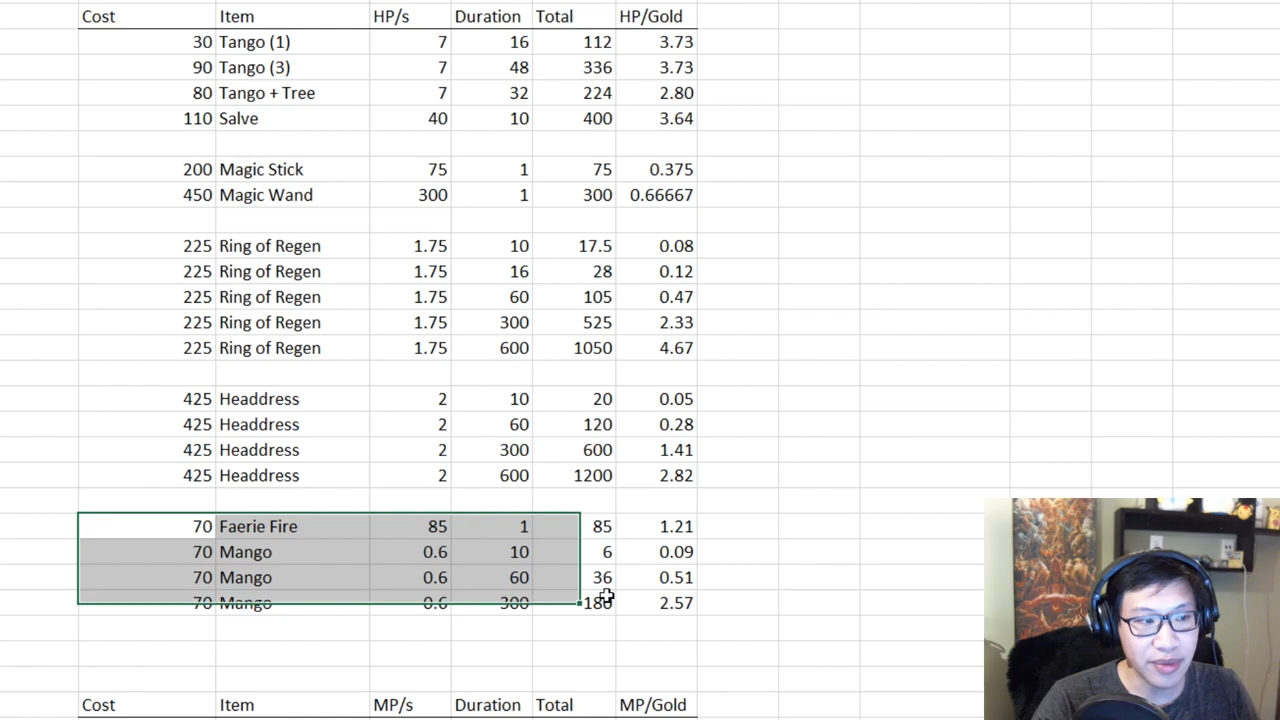 Cost Item HP/s Duration Total HP/Gold
30 Tango (1) 7 16 112 3.73
90 Tango (3) 7 48 336 3.73
80 Tango + Tree 7 32 224 2.80
110 Salve 40 10 400 3.64
200 Magic Stick 75 1 75 0.375
450 Magic Wand 300 1 300 0.66667
225 Ring of Regen 1.75 10 17.5 0.08
225 Ring of Regen 1.75 16 28 0.12
225 Ring of Regen 1.75 60 105 0.47
225 Ring of Regen 1.75 300 525 2.33
225 Ring of Regen 1.75 600 1050 4.67
425 Headdress 2 10 20 0.05
425 Headdress 2 60 120 0.28
425 Headdress 2 300 600 1.41
425 Headdress 2 600 1200 2.82
70 Faerie Fire 85 1 85 1.21
70 Mango 0.6 10 6 0.09
70 Mango 0.6 60 36 0.51
70 Mango 0.6 300 180 2.57
Cost Item MP/s Duration Total MP/Gold